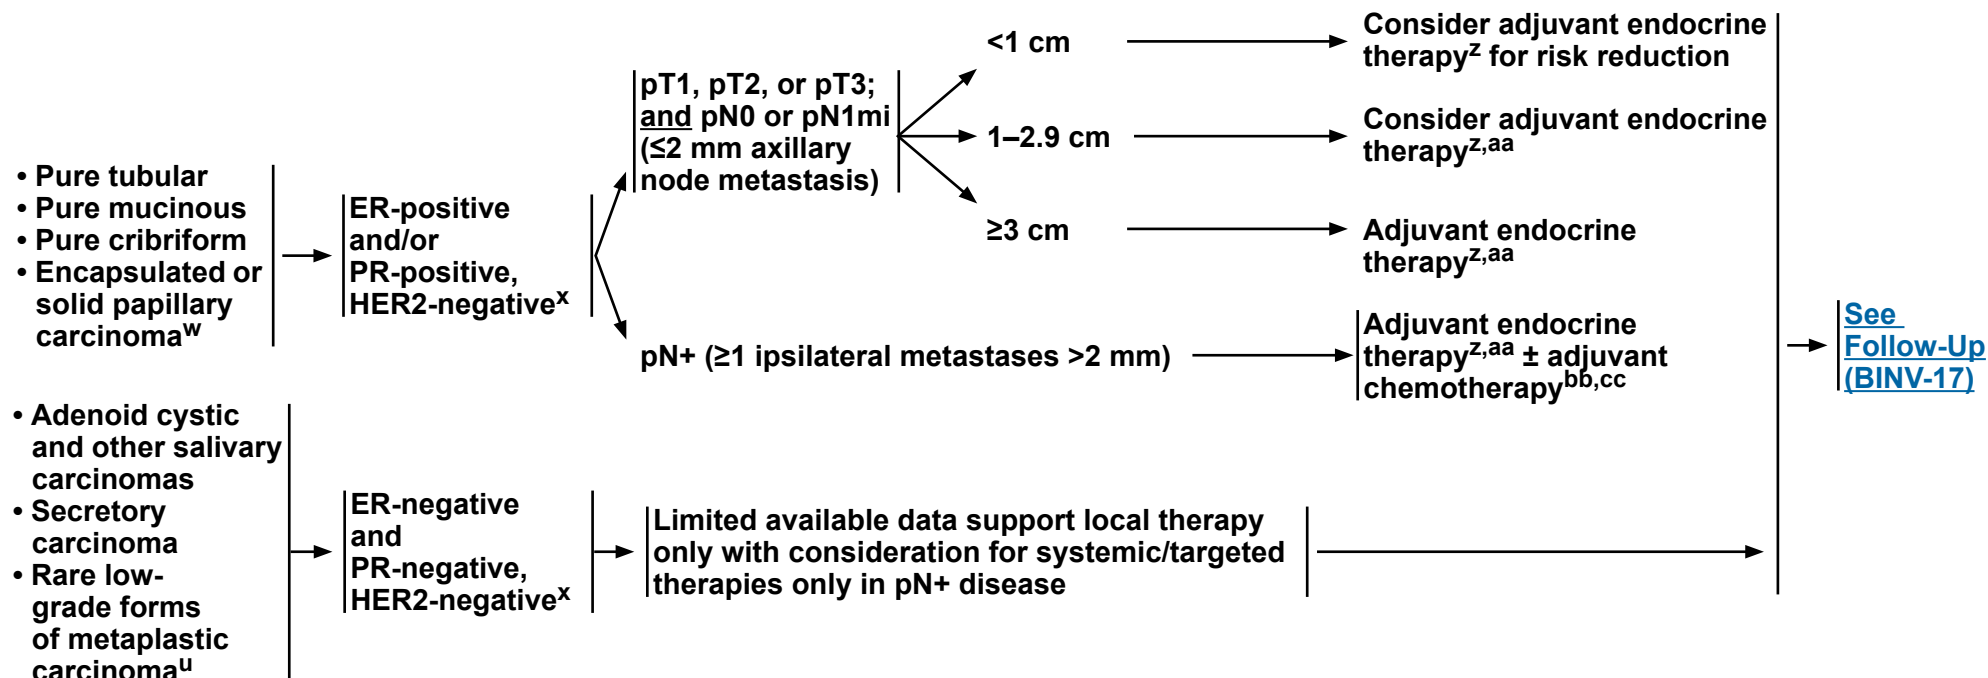 • Pure tubular
• Pure mucinous
• Pure cribriform
• Encapsulated or
solid papillary
carcinomaʷ
ER-positive
and/or
PR-positive,
HER2-negativeˣ
pT1, pT2, or pT3;
and pN0 or pN1mi
(≤2 mm axillary
node metastasis)
<1 cm
Consider adjuvant endocrine
therapyᶻ for risk reduction
1–2.9 cm
Consider adjuvant endocrine
therapyᶻ,ᵃᵃ
≥3 cm
Adjuvant endocrine
therapyᶻ,ᵃᵃ
pN+ (≥1 ipsilateral metastases >2 mm)
Adjuvant endocrine
therapyᶻ,ᵃᵃ ± adjuvant
chemotherapyᵇᵇ,ᶜᶜ
See
Follow-Up
(BINV-17)
• Adenoid cystic
and other salivary
carcinomas
• Secretory
carcinoma
• Rare low-
grade forms
of metaplastic
carcinomaᵘ
ER-negative
and
PR-negative,
HER2-negativeˣ
Limited available data support local therapy
only with consideration for systemic/targeted
therapies only in pN+ disease